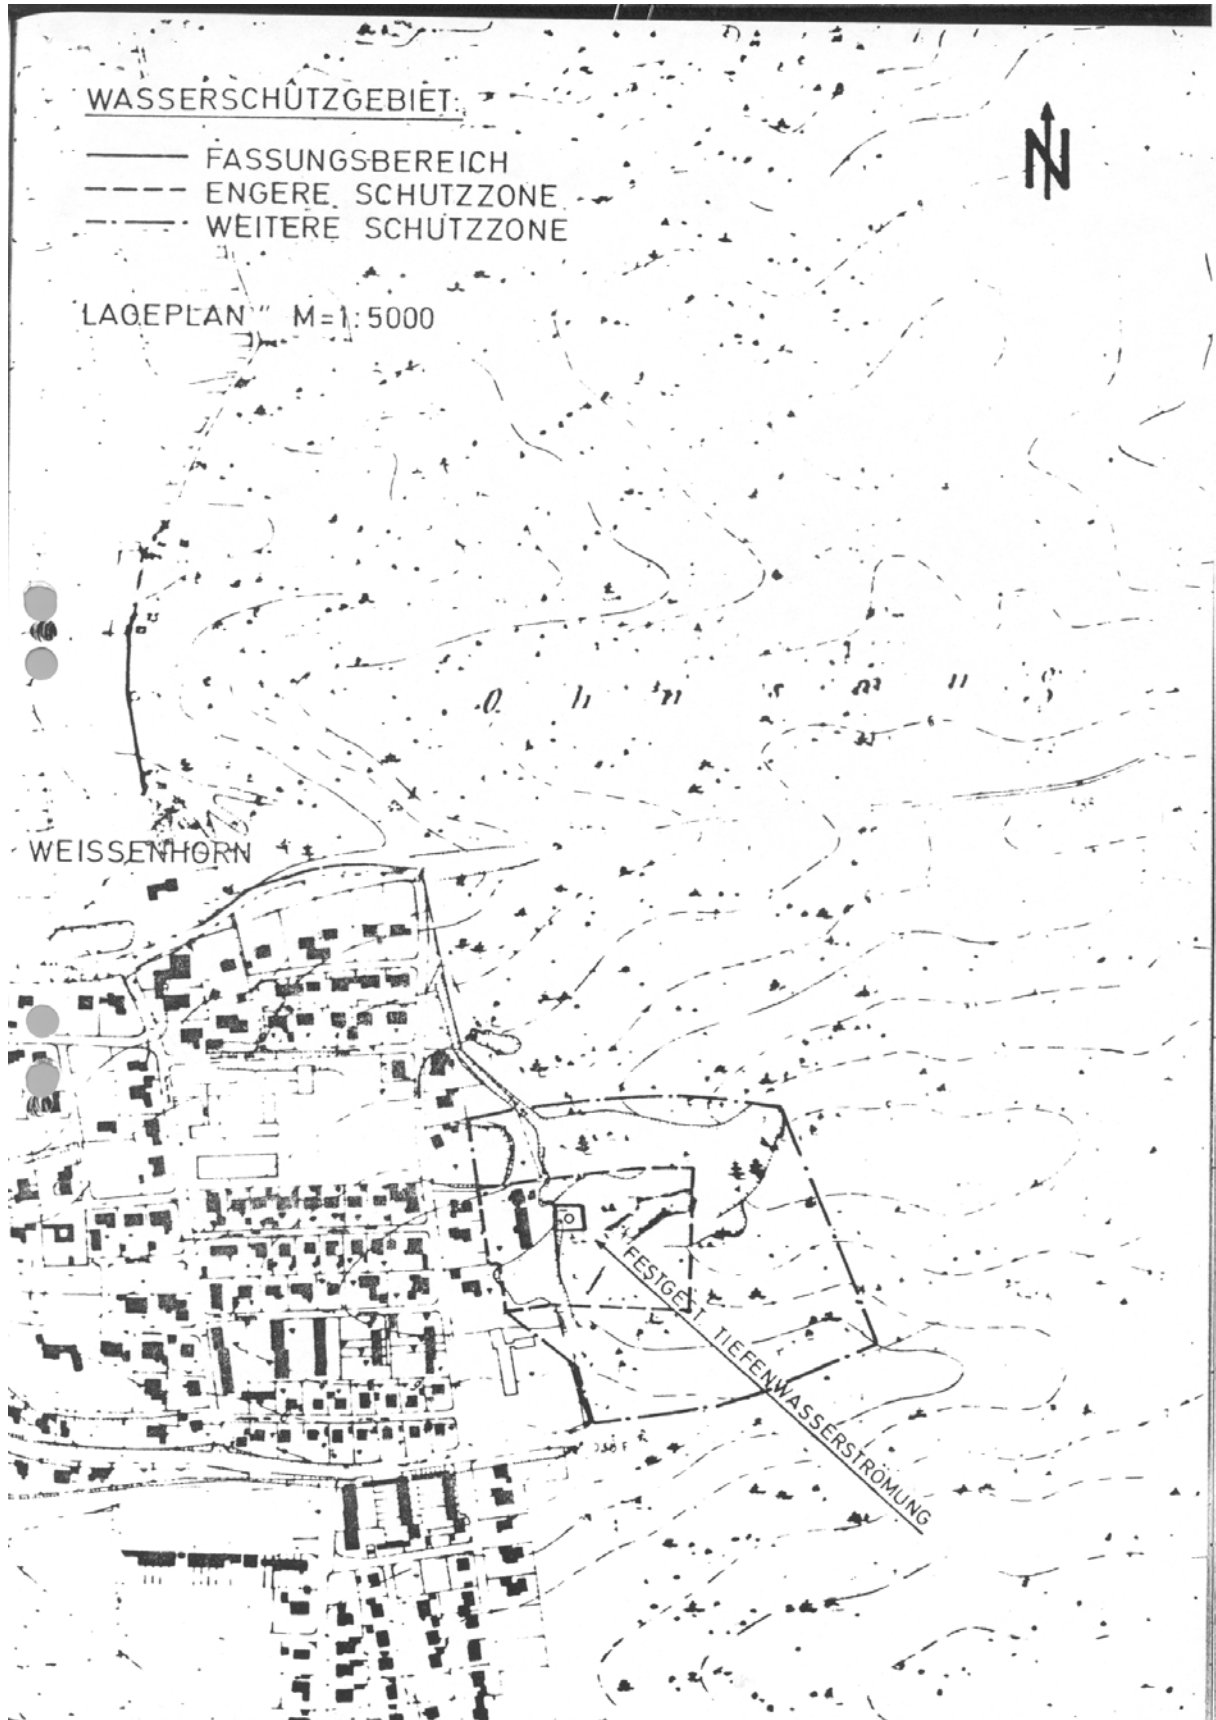 WASSERSCHÜTZGEBIET:
FASSUNGSBEREICH
ENGERE SCHUTZZONE
WEITERE SCHUTZZONE
N
LAGEPLAN M=1:5000
WEISSENHORN
FESTGEST. TIEFENWASSERSTRÖMUNG